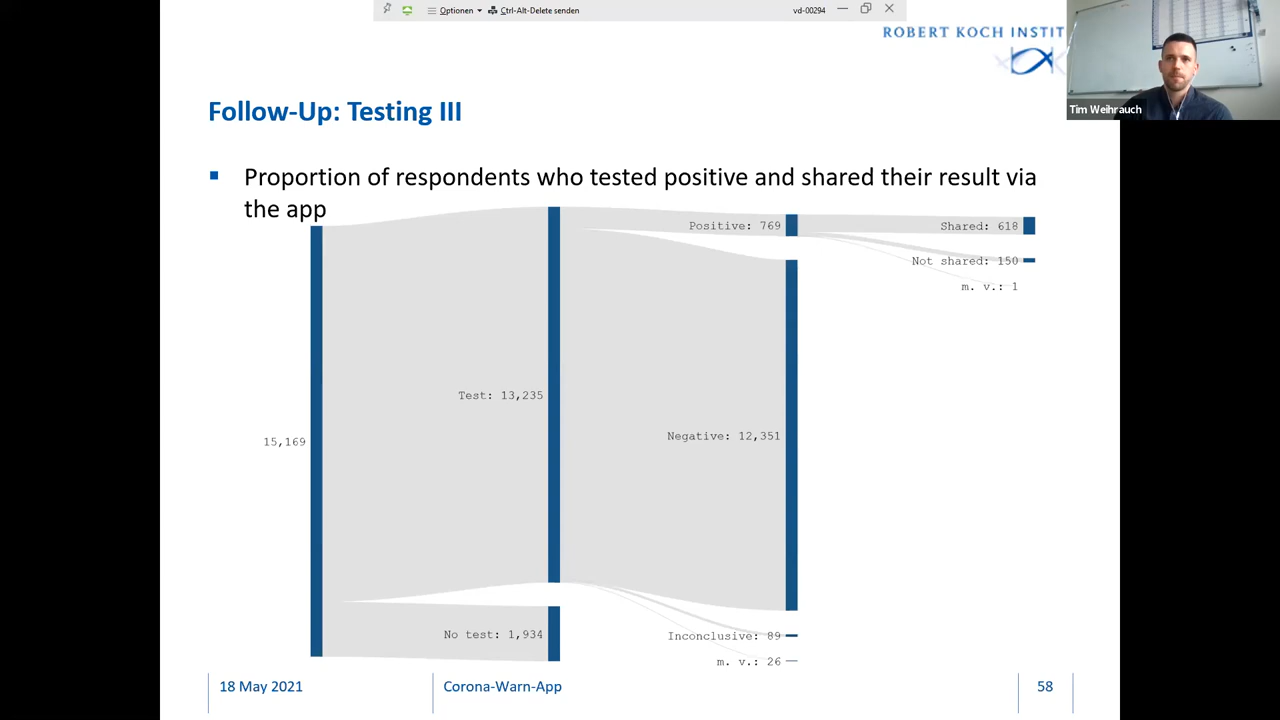 Optionen
Ctrl-Alt-Delete senden
vd-00294
ROBERT KOCH INSTIT
Tim Weihrauch
Follow-Up: Testing III
Proportion of respondents who tested positive and shared their result via
the app
Positive: 769
Shared: 618
Not shared: 150
m. v.: 1
Test: 13,235
Negative: 12,351
15,169
No test: 1,934
Inconclusive: 89
m. v.: 26
18 May 2021
Corona-Warn-App
58